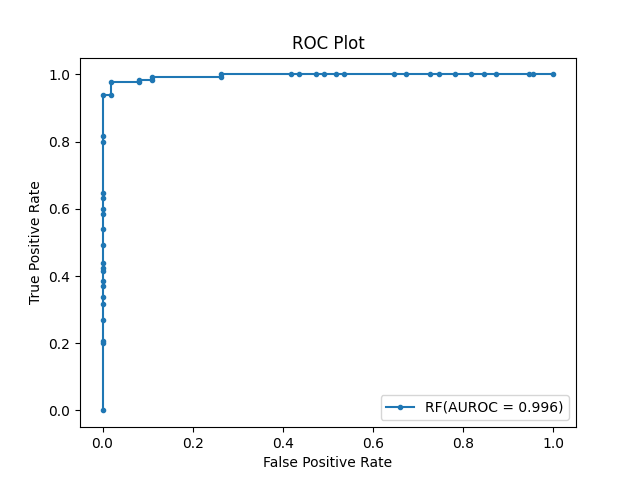 ROC Plot
True Positive Rate
1.0
0.8
0.6
0.4
0.2
0.0
RF(AUROC = 0.996)
0.0 0.2 0.4 0.6 0.8 1.0
False Positive Rate